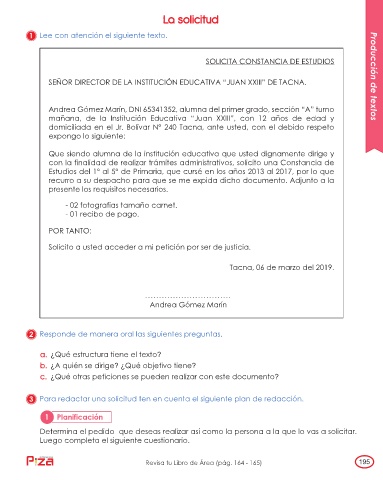 La solicitud
1 Lee con atención el siguiente texto.
SOLICITA CONSTANCIA DE ESTUDIOS
SEÑOR DIRECTOR DE LA INSTITUCIÓN EDUCATIVA "JUAN XXIII" DE TACNA.
Andrea Gómez Marín, DNI 65341352, alumna del primer grado, sección "A" turno
mañana, de la Institución Educativa "Juan XXIII", con 12 años de edad y
domiciliada en el Jr. Bolívar N° 240 Tacna, ante usted, con el debido respeto
expongo lo siguiente:
Que siendo alumna de la institución educativa que usted dignamente dirige y
con la finalidad de realizar trámites administrativos, solicito una Constancia de
Estudios del 1° al 5° de Primaria, que cursé en los años 2013 al 2017, por lo que
recurro a su despacho para que se me expida dicho documento. Adjunto a la
presente los requisitos necesarios.
- 02 fotografías tamaño carnet.
- 01 recibo de pago.
POR TANTO:
Solicito a usted acceder a mi petición por ser de justicia.
Tacna, 06 de marzo del 2019.
...............................
Andrea Gómez Marín
2 Responde de manera oral las siguientes preguntas.
a. ¿Qué estructura tiene el texto?
b. ¿A quién se dirige? ¿Qué objetivo tiene?
c. ¿Qué otras peticiones se pueden realizar con este documento?
3 Para redactar una solicitud ten en cuenta el siguiente plan de redacción.
1 Planificación
Determina el pedido que deseas realizar así como la persona a la que lo vas a solicitar.
Luego completa el siguiente cuestionario.
Revisa tu Libro de Área (pág. 164 - 165)
195
Producción de textos